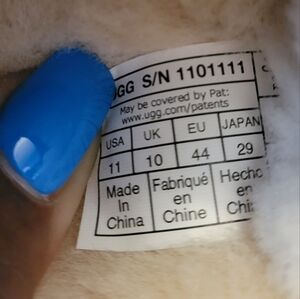 UGG S/N 1101111
May be covered by Pat:
www.ugg.com/patents
USA UK EU JAPAN
11 10 44 29
Made Fabriqué Hecho
in en en
China Chine